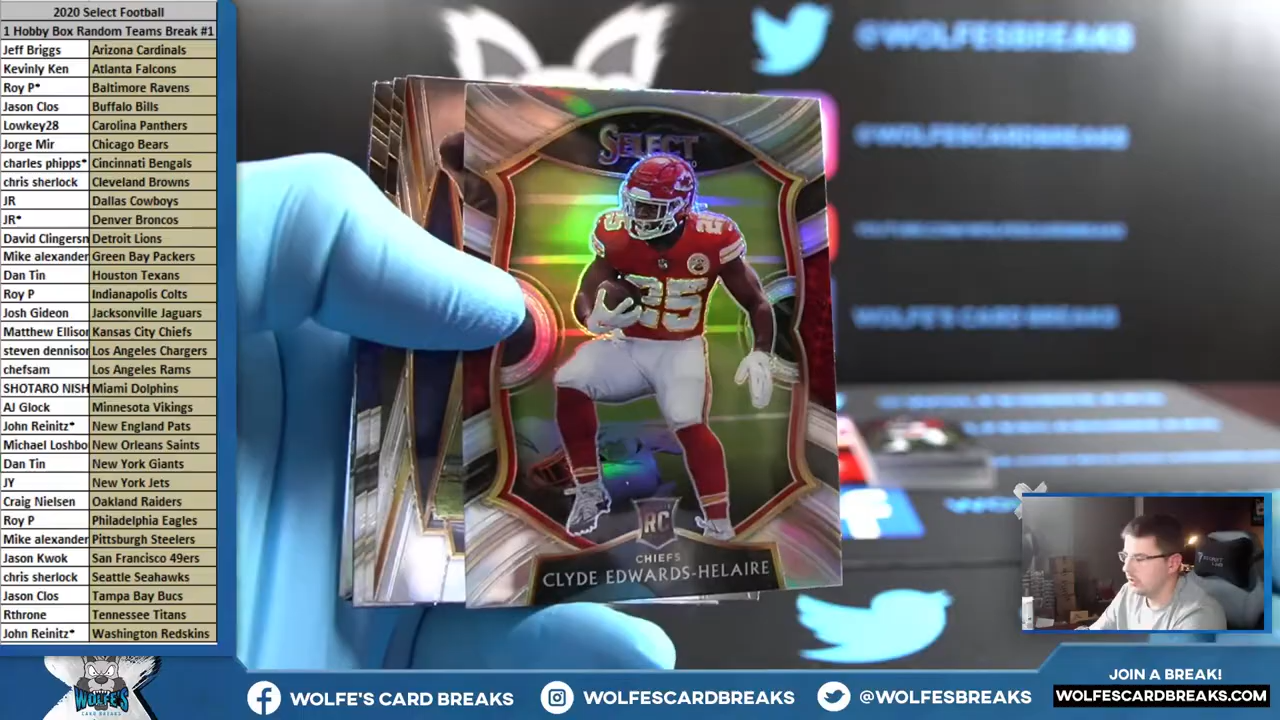 2020 Select Football
1 Hobby Box Random Teams Break #1
Jeff Briggs Arizona Cardinals
Kevinly Ken Atlanta Falcons
Roy P* Baltimore Ravens
Jason Clos Buffalo Bills
Lowkey28 Carolina Panthers
Jorge Mir Chicago Bears
charles phipps* Cincinnati Bengals
chris sherlock Cleveland Browns
JR Dallas Cowboys
JR* Denver Broncos
David Clingersn Detroit Lions
Mike alexander Green Bay Packers
Dan Tin Houston Texans
Roy P Indianapolis Colts
Josh Gideon Jacksonville Jaguars
Matthew Ellison Kansas City Chiefs
steven dennison Los Angeles Chargers
chefsam Los Angeles Rams
SHOTARO NISH Miami Dolphins
AJ Glock Minnesota Vikings
John Reinitz* New England Pats
Michael Loshbo New Orleans Saints
Dan Tin New York Giants
JY New York Jets
Craig Nielsen Oakland Raiders
Roy P Philadelphia Eagles
Mike alexander Pittsburgh Steelers
Jason Kwok San Francisco 49ers
chris sherlock Seattle Seahawks
Jason Clos Tampa Bay Bucs
Rthrone Tennessee Titans
John Reinitz* Washington Redskins
@WOLFESBREAKS
@WOLFESCARDBREAKS
WOLFE'S CARD BREAKS
SELECT
25
25
RC
CHIEFS
CLYDE EDWARDS-HELAIRE
WOLFE'S
CARD BREAKS
WOLFE'S CARD BREAKS
WOLFESCARDBREAKS
@WOLFESBREAKS
JOIN A BREAK!
WOLFESCARDBREAKS.COM